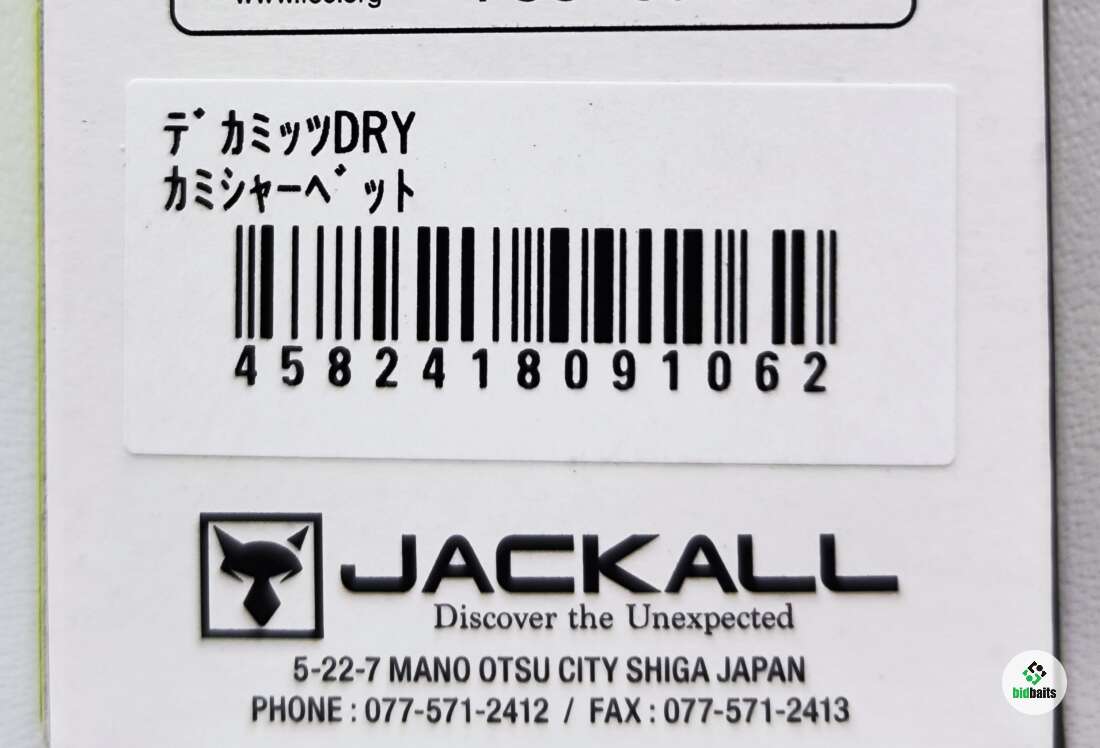 デカミッツDRY
カミシャーベット
4582418091062
JACKALL
Discover the Unexpected
5-22-7 MANO OTSU CITY SHIGA JAPAN
PHONE : 077-571-2412 / FAX : 077-571-2413
bidbaits